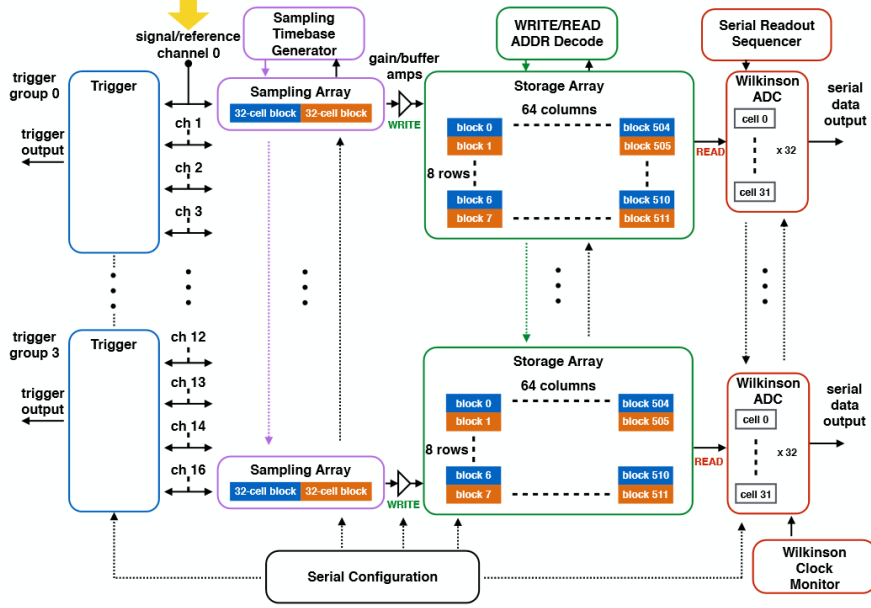 signal/reference
channel 0
Sampling
Timebase
Generator
WRITE/READ
ADDR Decode
Serial Readout
Sequencer
trigger
group 0
Trigger
gain/buffer
amps
Sampling Array
32-cell block
32-cell block
WRITE
Storage Array
64 columns
block 0
block 1
block 504
block 505
8 rows
block 6
block 7
block 510
block 511
READ
Wilkinson
ADC
cell 0
x 32
cell 31
serial
data
output
trigger
output
ch 1
ch 2
ch 3
trigger
group 3
Trigger
trigger
output
ch 12
ch 13
ch 14
ch 16
Sampling Array
32-cell block
32-cell block
WRITE
Storage Array
64 columns
block 0
block 1
block 504
block 505
8 rows
block 6
block 7
block 510
block 511
READ
Wilkinson
ADC
cell 0
x 32
cell 31
serial
data
output
Serial Configuration
Wilkinson
Clock
Monitor